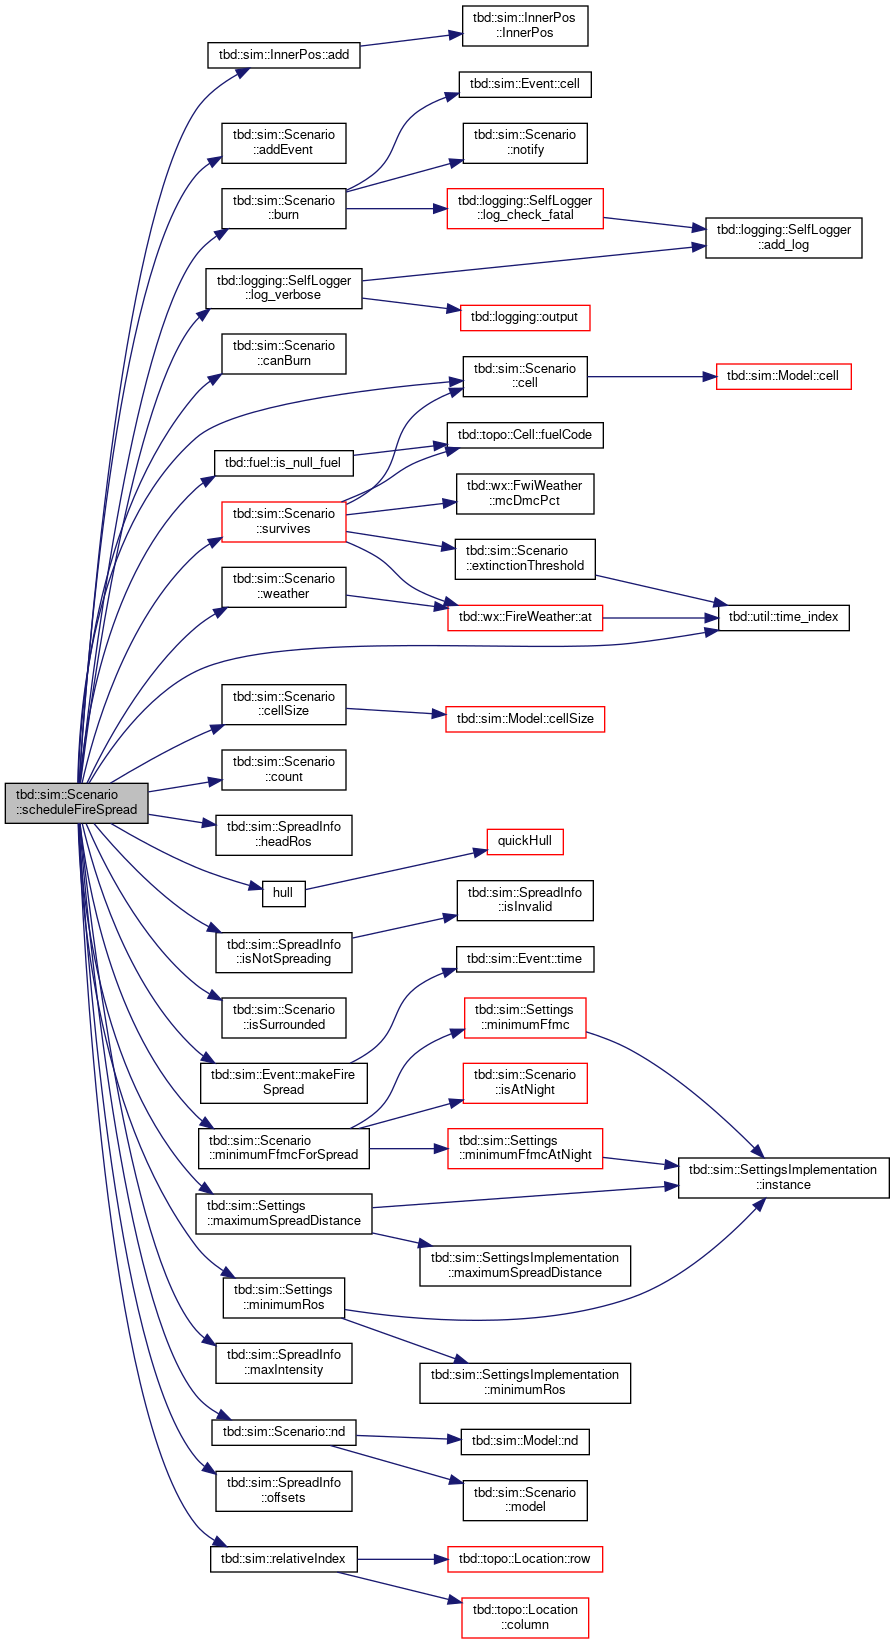 tbd::sim::InnerPos
::InnerPos
tbd::sim::InnerPos::add
tbd::sim::Event::cell
tbd::sim::Scenario
::addEvent
tbd::sim::Scenario
::notify
tbd::sim::Scenario
::burn
tbd::logging::SelfLogger
::log_check_fatal
tbd::logging::SelfLogger
::add_log
tbd::logging::SelfLogger
::log_verbose
tbd::logging::output
tbd::sim::Scenario
::canBurn
tbd::sim::Scenario
::cell
tbd::sim::Model::cell
tbd::topo::Cell::fuelCode
tbd::fuel::is_null_fuel
tbd::wx::FwiWeather
::mcDmcPct
tbd::sim::Scenario
::survives
tbd::sim::Scenario
::extinctionThreshold
tbd::sim::Scenario
::weather
tbd::wx::FireWeather::at
tbd::util::time_index
tbd::sim::Scenario
::cellSize
tbd::sim::Model::cellSize
tbd::sim::Scenario
::count
tbd::sim::Scenario
::scheduleFireSpread
tbd::sim::SpreadInfo
::headRos
quickHull
hull
tbd::sim::SpreadInfo
::isInvalid
tbd::sim::SpreadInfo
::isNotSpreading
tbd::sim::Event::time
tbd::sim::Scenario
::isSurrounded
tbd::sim::Settings
::minimumFfmc
tbd::sim::Event::makeFire
Spread
tbd::sim::Scenario
::isAtNight
tbd::sim::Scenario
::minimumFfmcForSpread
tbd::sim::Settings
::minimumFfmcAtNight
tbd::sim::SettingsImplementation
::instance
tbd::sim::Settings
::maximumSpreadDistance
tbd::sim::SettingsImplementation
::maximumSpreadDistance
tbd::sim::Settings
::minimumRos
tbd::sim::SpreadInfo
::maxIntensity
tbd::sim::SettingsImplementation
::minimumRos
tbd::sim::Scenario::nd
tbd::sim::Model::nd
tbd::sim::SpreadInfo
::offsets
tbd::sim::Scenario
::model
tbd::sim::relativeIndex
tbd::topo::Location::row
tbd::topo::Location
::column